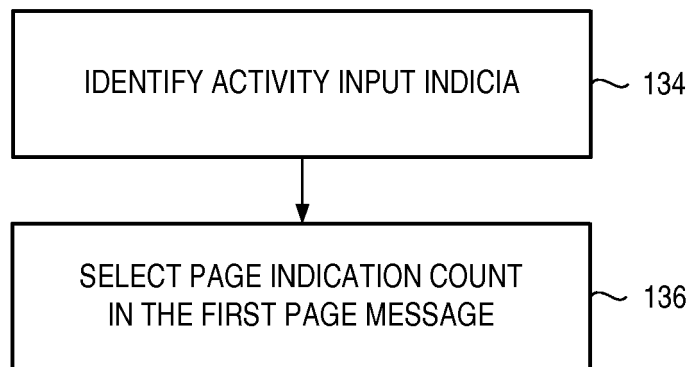 IDENTIFY ACTIVITY INPUT INDICIA
134
SELECT PAGE INDICATION COUNT
IN THE FIRST PAGE MESSAGE
136